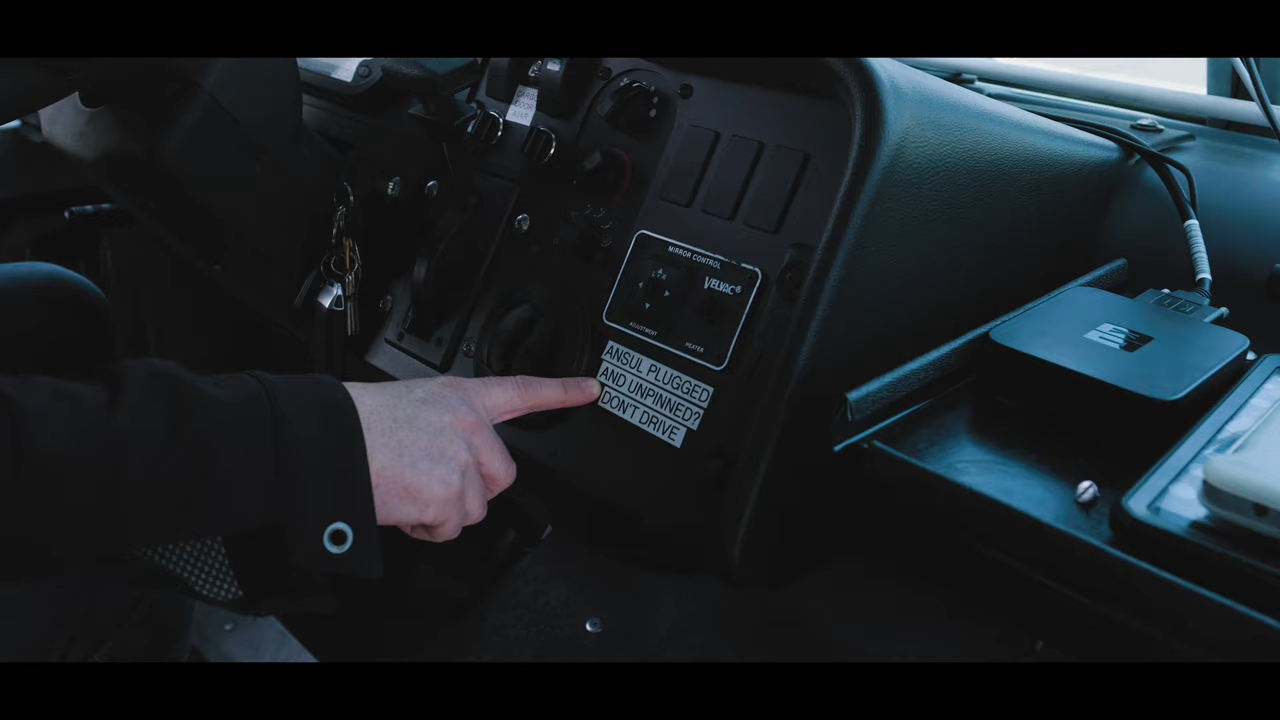 MIRROR CONTROL
VELVAC®
ADJUSTMENT
HEATER
ANSUL PLUGGED
AND UNPINNED?
DON'T DRIVE